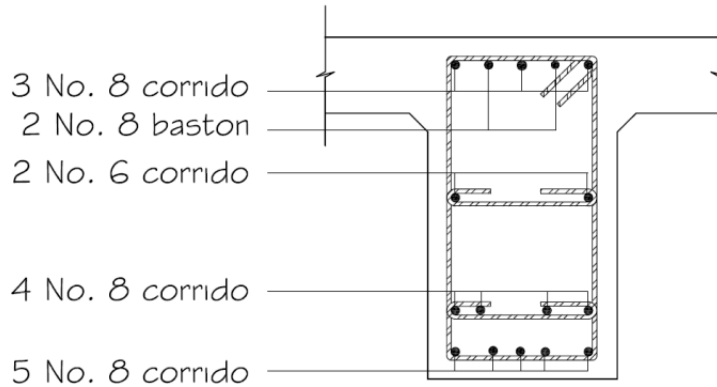 3 No. 8 corrido
2 No. 8 baston
2 No. 6 corrido
4 No. 8 corrido
5 No. 8 corrido